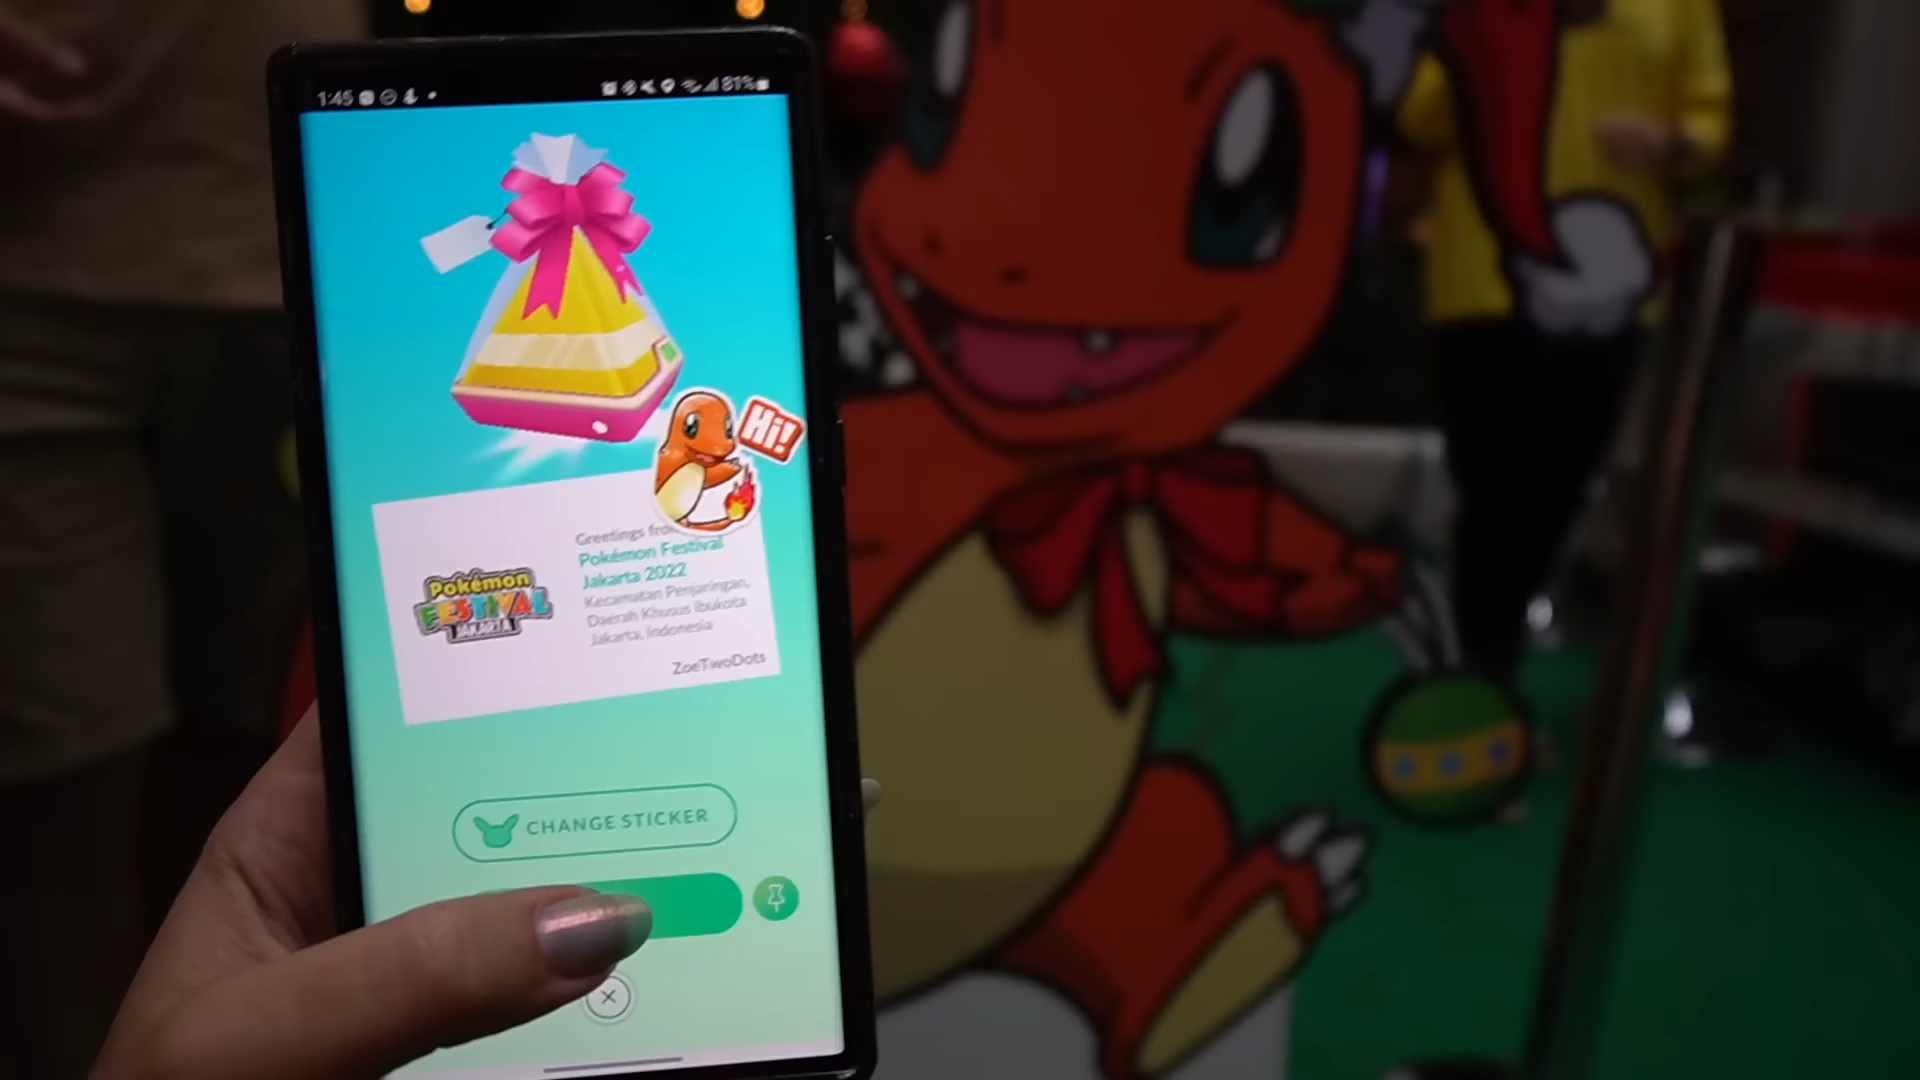 1:45
81%
Hi!
Greetings fro
Pokémon Festival
Jakarta 2022
Kecamatan Penjaringan,
Daerah Khusus Ibukota
Jakarta, Indonesia
ZoeTwoDots
Pokémon
FESTIVAL
JAKARTA
CHANGE STICKER